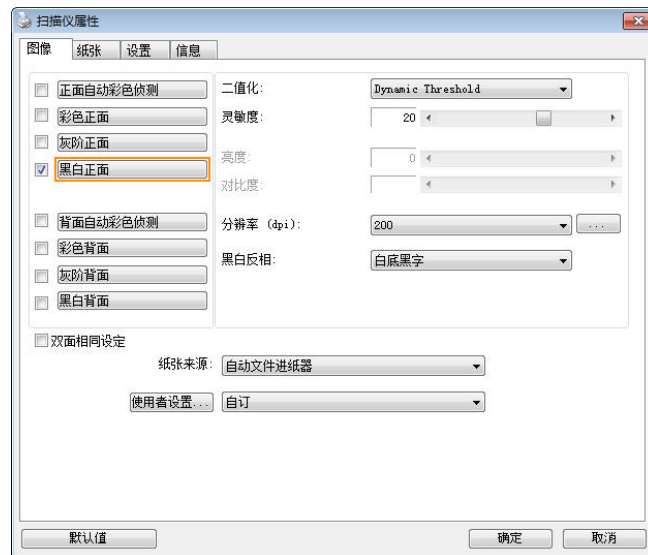 扫描仪属性
图像 纸张 设置 信息
正面自动彩色侦测
彩色正面
灰阶正面
黑白正面
背面自动彩色侦测
彩色背面
灰阶背面
黑白背面
二值化: Dynamic Threshold
灵敏度: 20
亮度: 0
对比度:
分辨率 (dpi): 200 ...
黑白反相: 白底黑字
双面相同设定
纸张来源: 自动文件进纸器
使用者设置... 自订
默认值 确定 取消